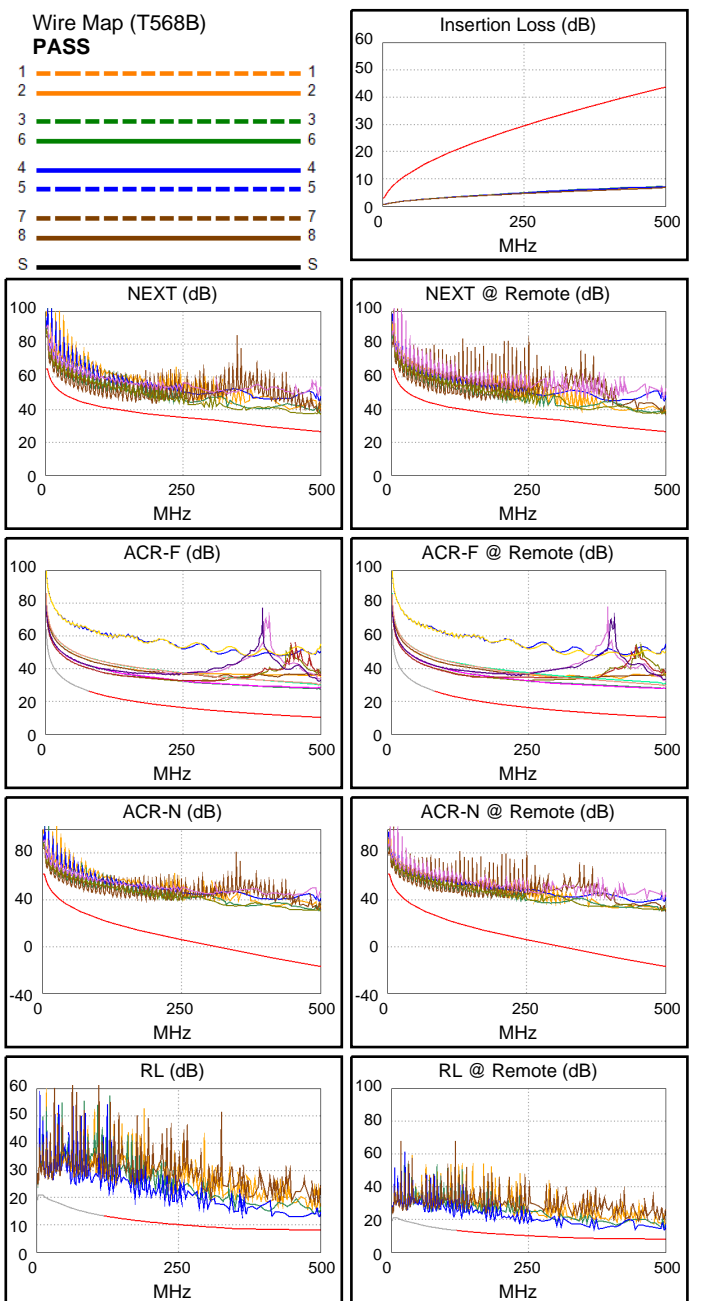 Wire Map (T568B)
PASS
1 1
2 2
3 3
6 6
4 4
5 5
7 7
8 8
S S
Insertion Loss (dB)
60
50
40
30
20
10
0
0 250 500
MHz
NEXT (dB)
100
80
60
40
20
0
0 250 500
MHz
NEXT @ Remote (dB)
100
80
60
40
20
0
0 250 500
MHz
ACR-F (dB)
100
80
60
40
20
0
0 250 500
MHz
ACR-F @ Remote (dB)
100
80
60
40
20
0
0 250 500
MHz
ACR-N (dB)
80
40
0
-40
0 250 500
MHz
ACR-N @ Remote (dB)
80
40
0
-40
0 250 500
MHz
RL (dB)
60
50
40
30
20
10
0
0 250 500
MHz
RL @ Remote (dB)
100
80
60
40
20
0
0 250 500
MHz